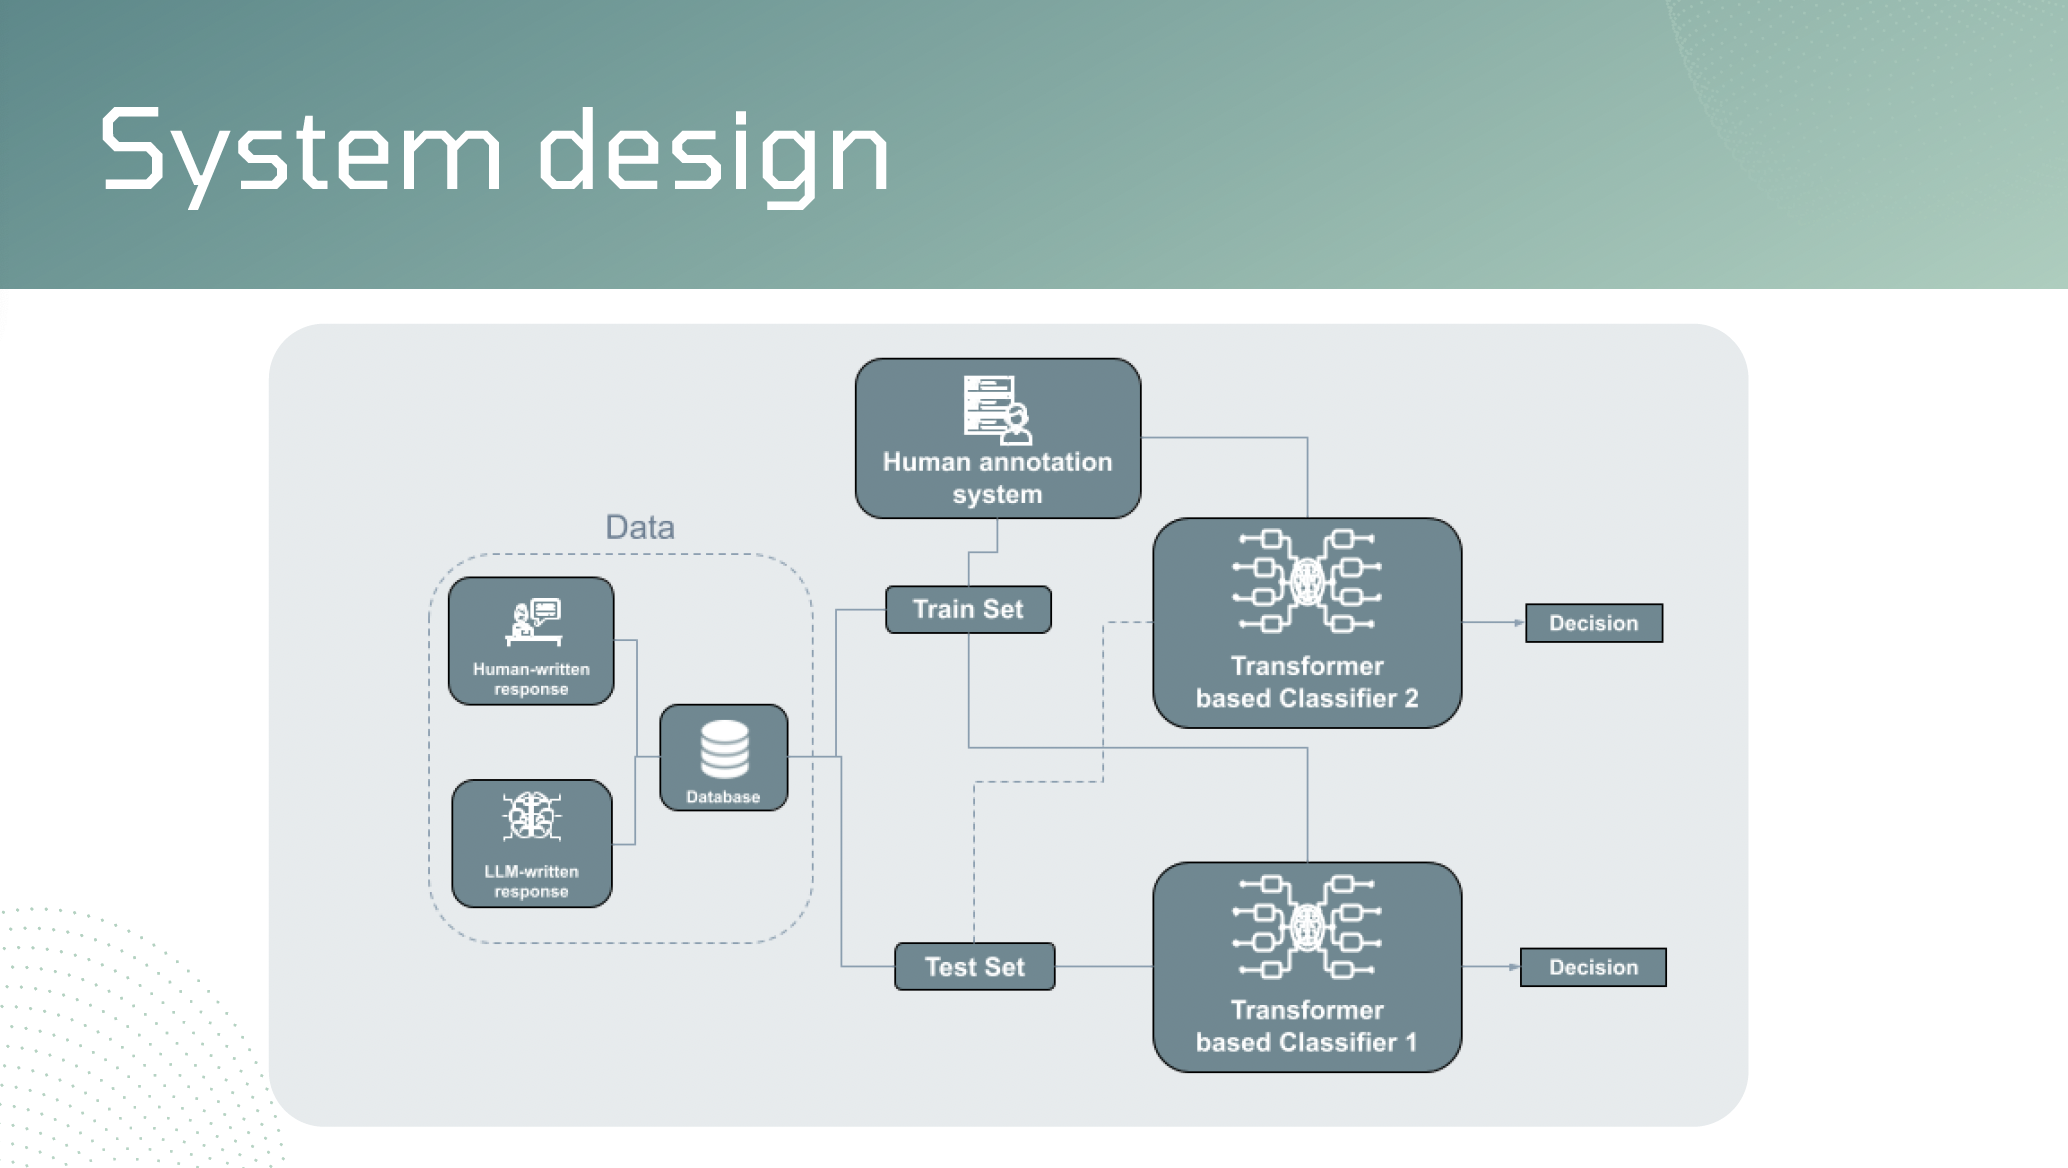 System design
Human annotation
system
Data
Human-written
response
LLM-written
response
Database
Train Set
Test Set
Transformer
based Classifier 2
Decision
Transformer
based Classifier 1
Decision